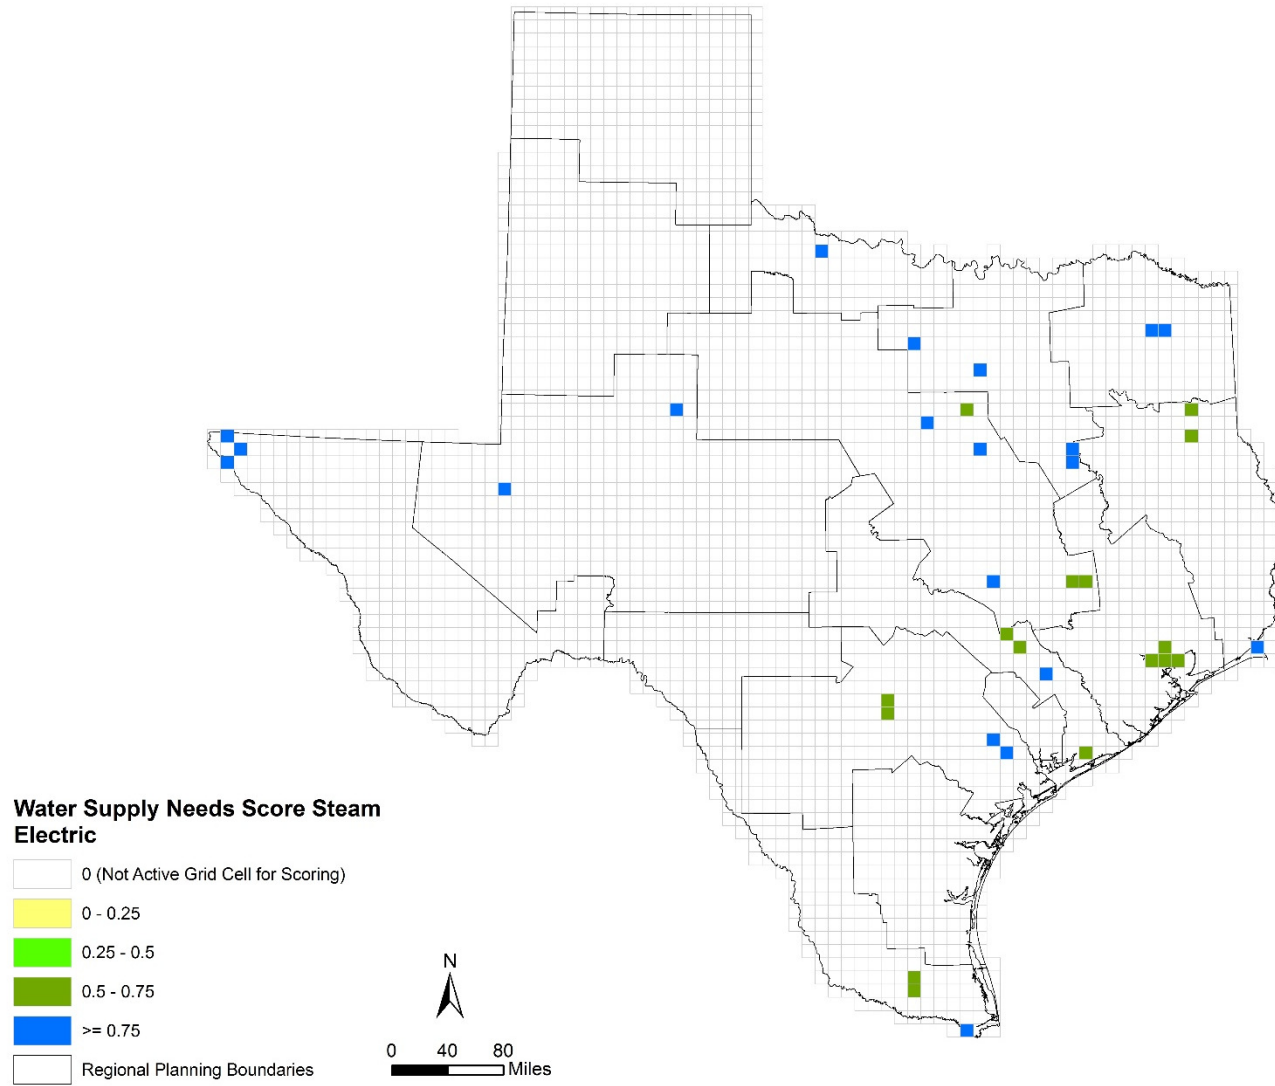 Water Supply Needs Score Steam
Electric
0 (Not Active Grid Cell for Scoring)
0 - 0.25
0.25 - 0.5
0.5 - 0.75
>= 0.75
Regional Planning Boundaries
N
0 40 80
Miles